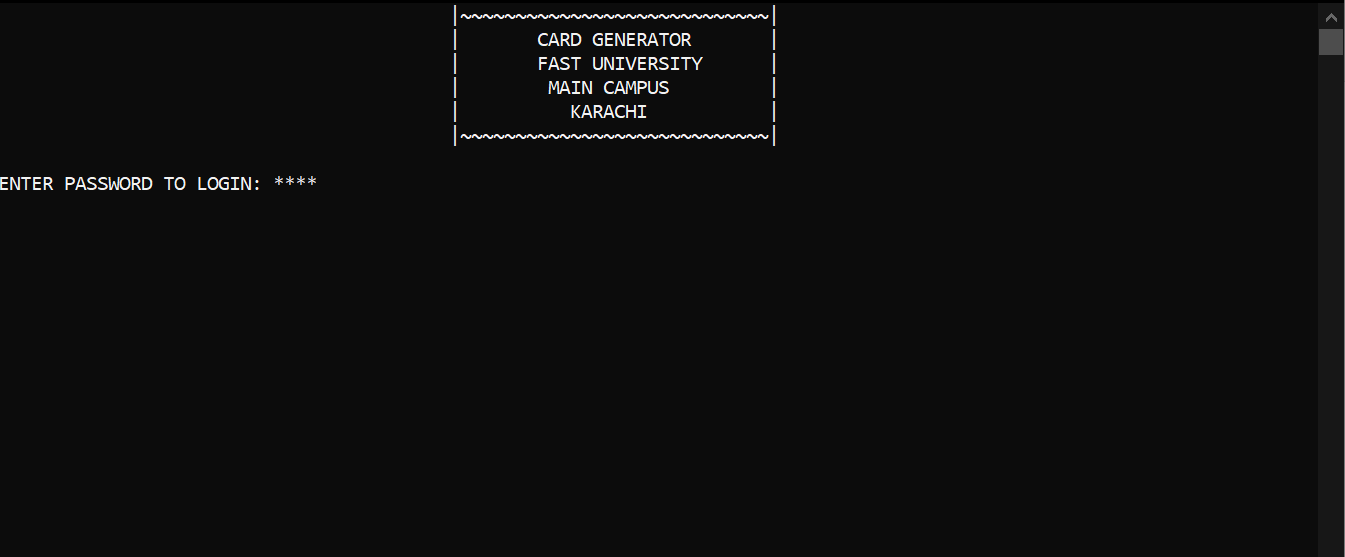 |~~~~~~~~~~~~~~~~~~~~~~~~~~~~|
| CARD GENERATOR |
| FAST UNIVERSITY |
| MAIN CAMPUS |
| KARACHI |
|~~~~~~~~~~~~~~~~~~~~~~~~~~~~|
ENTER PASSWORD TO LOGIN: ****